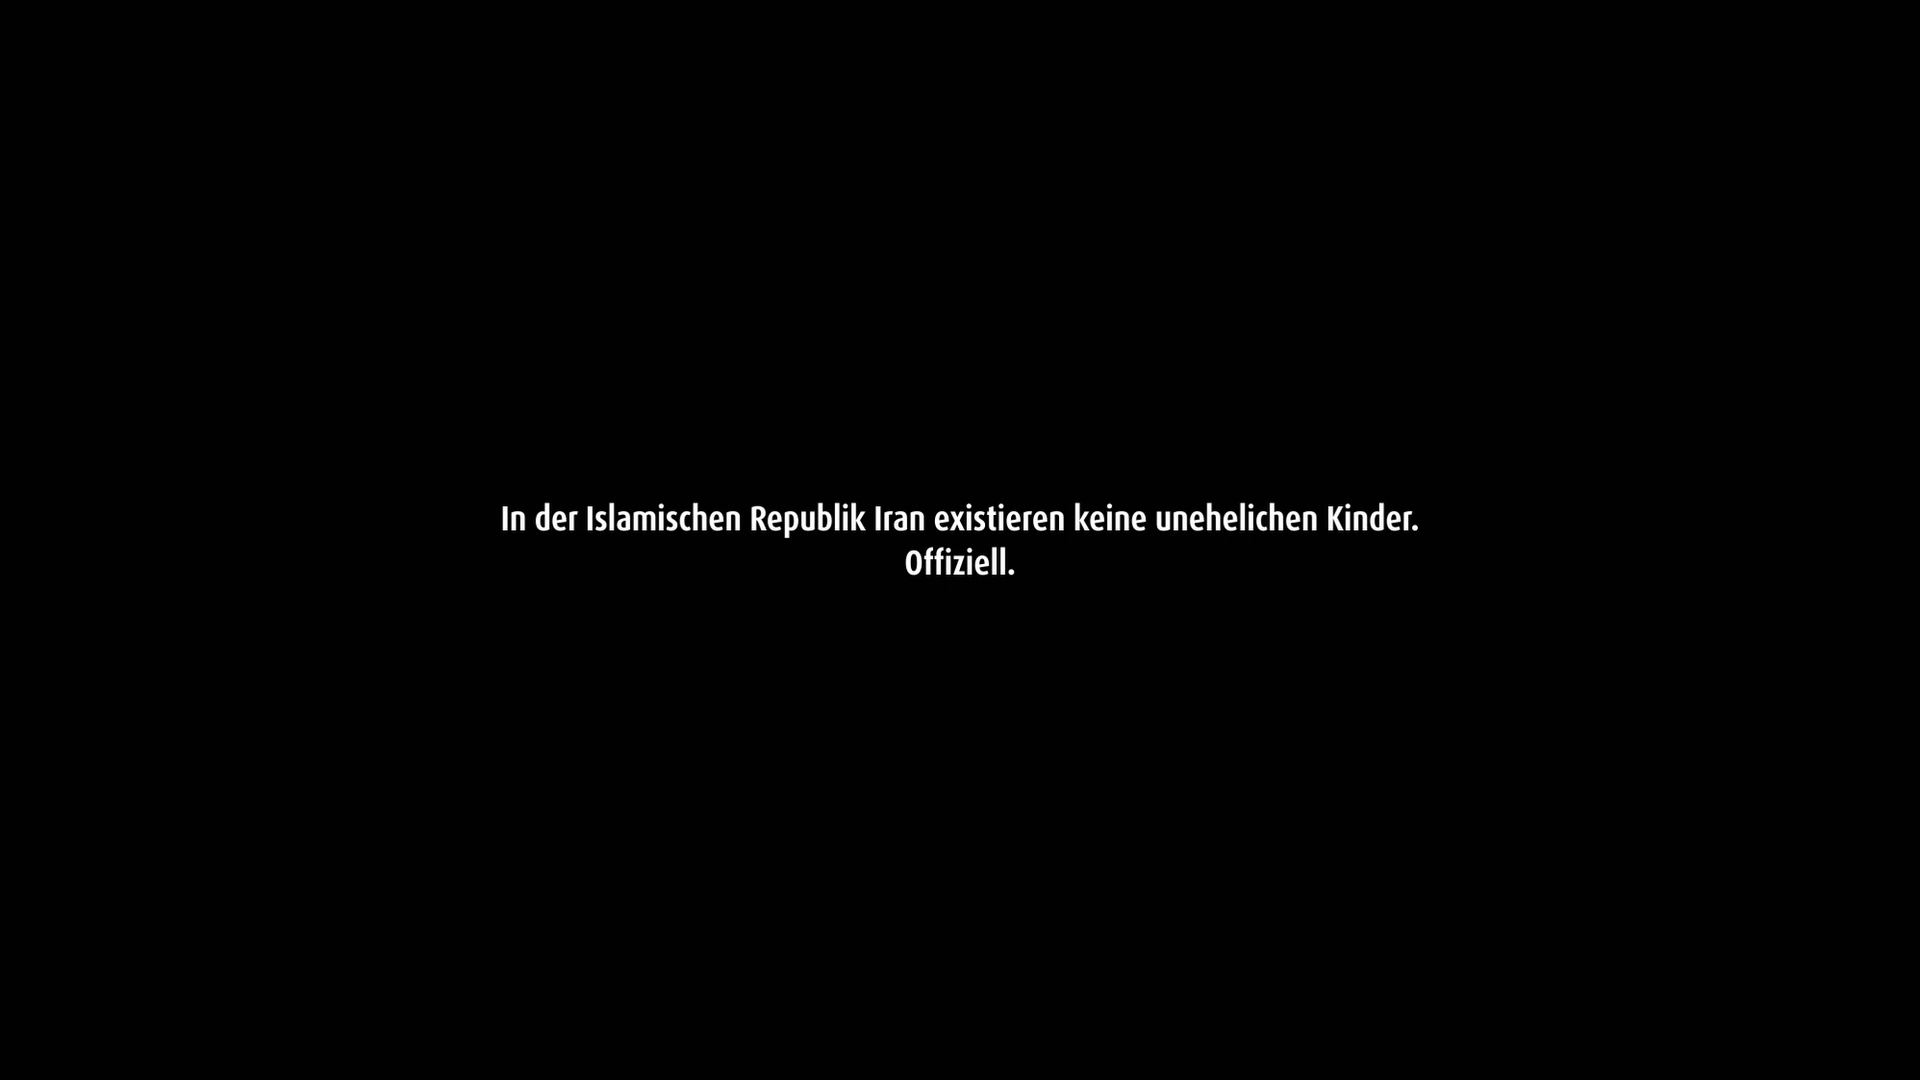 In der Islamischen Republik Iran existieren keine unehelichen Kinder.
Offiziell.